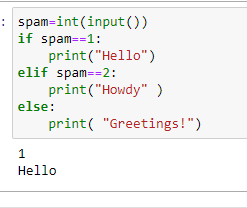 : spam=int(input())
if spam==1:
    print("Hello")
elif spam==2:
    print("Howdy" )
else:
    print( "Greetings!")
1
Hello